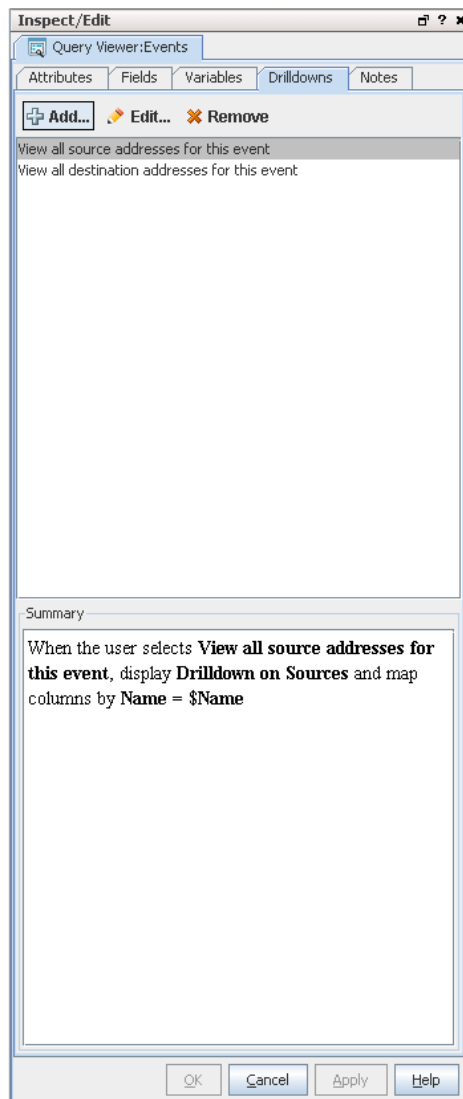 Inspect/Edit
Query Viewer:Events
Attributes Fields Variables Drilldowns Notes
Add... Edit... Remove
View all source addresses for this event
View all destination addresses for this event
Summary
When the user selects View all source addresses for
this event, display Drilldown on Sources and map
columns by Name = $Name
OK Cancel Apply Help